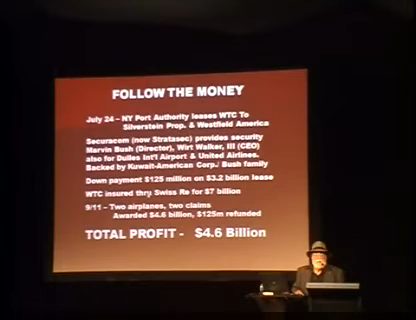 FOLLOW THE MONEY
July 24 – NY Port Authority leases WTC To
Silverstein Prop. & Westfield America
Securacom (now Stratasec) provides security
Marvin Bush (Director), Wirt Walker, III (CEO)
also for Dulles Int'l Airport & United Airlines.
Backed by Kuwait-American Corp./ Bush family
Down payment $125 million on $3.2 billion lease
WTC insured thru Swiss Re for $7 billion
9/11 – Two airplanes, two claims
Awarded $4.6 billion, $125m refunded
TOTAL PROFIT - $4.6 Billion